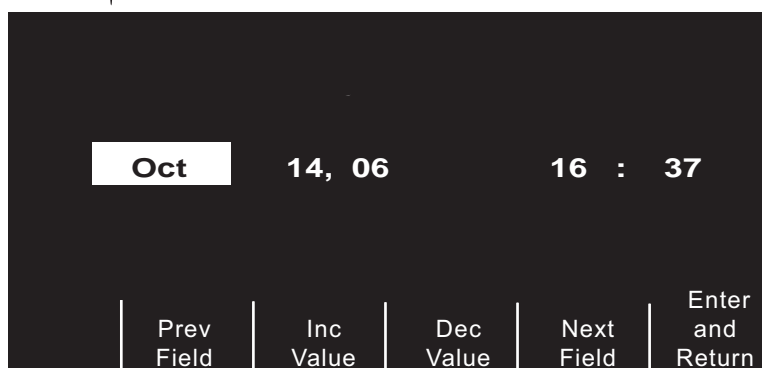 Oct 14, 06 16 : 37
Enter
Prev Inc Dec Next and
Field Value Value Field Return